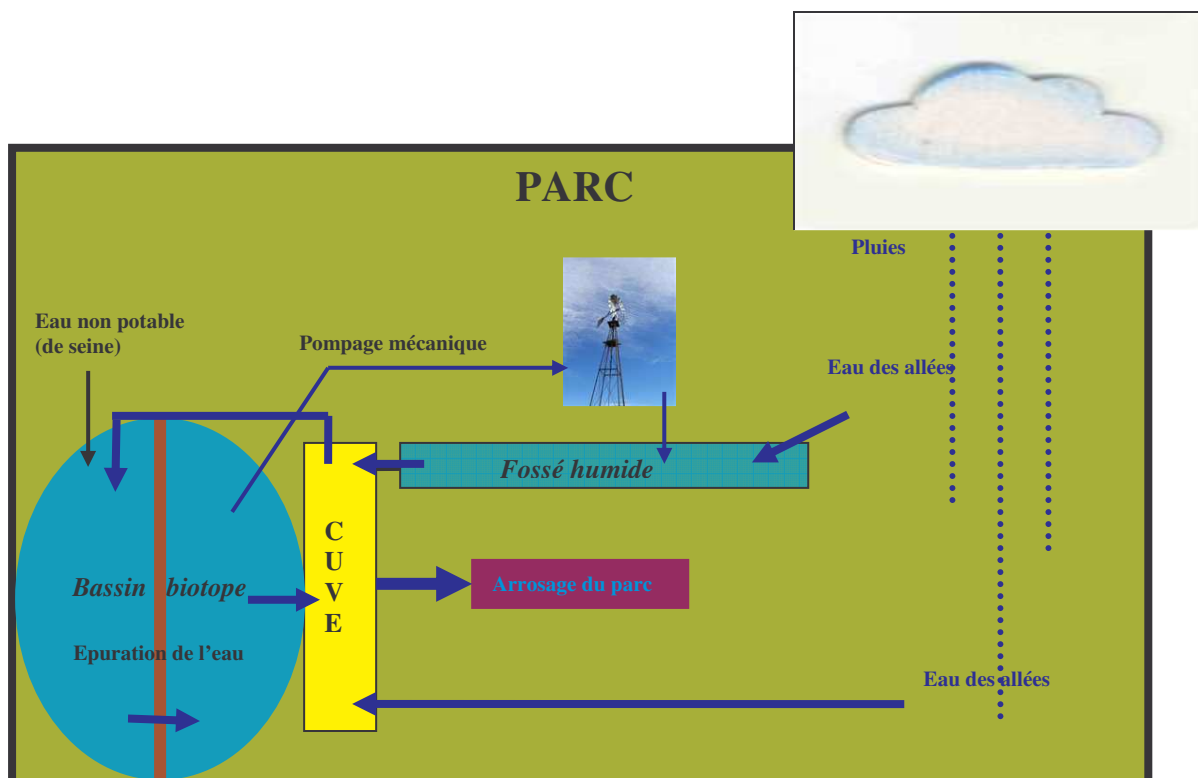 PARC
Pluies
Eau non potable
(de seine)
Pompage mécanique
Eau des allées
Fossé humide
C
U
V
E
Bassin biotope
Arrosage du parc
Epuration de l'eau
Eau des allées